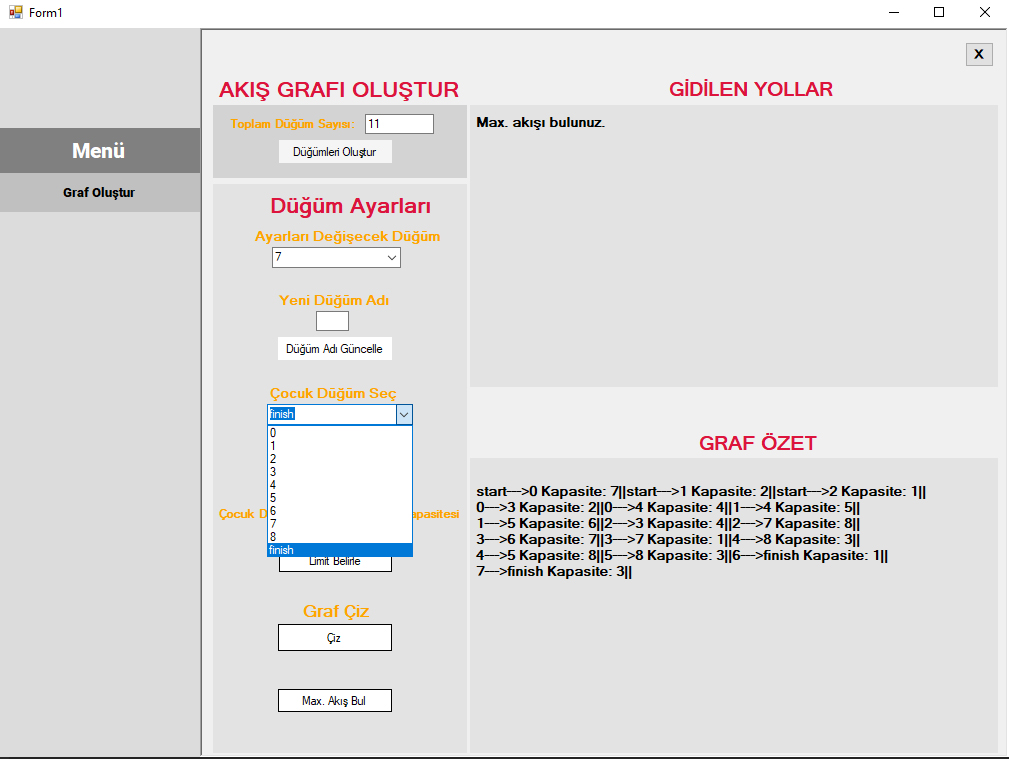 Form1
X
Menü
Graf Oluştur
AKIŞ GRAFI OLUŞTUR
Toplam Düğüm Sayısı: 11
Düğümleri Oluştur
Düğüm Ayarları
Ayarları Değişecek Düğüm
7
Yeni Düğüm Adı
Düğüm Adı Güncelle
Çocuk Düğüm Seç
finish
0
1
2
3
4
5
6
7
8
finish
Çocuk D
apasitesi
Limit Belirle
Graf Çiz
Çiz
Max. Akış Bul
GİDİLEN YOLLAR
Max. akışı bulunuz.
GRAF ÖZET
start--->0 Kapasite: 7||start--->1 Kapasite: 2||start--->2 Kapasite: 1||
0--->3 Kapasite: 2||0--->4 Kapasite: 4||1--->4 Kapasite: 5||
1--->5 Kapasite: 6||2--->3 Kapasite: 4||2--->7 Kapasite: 8||
3--->6 Kapasite: 7||3--->7 Kapasite: 1||4--->8 Kapasite: 3||
4--->5 Kapasite: 8||5--->8 Kapasite: 3||6--->finish Kapasite: 1||
7--->finish Kapasite: 3||